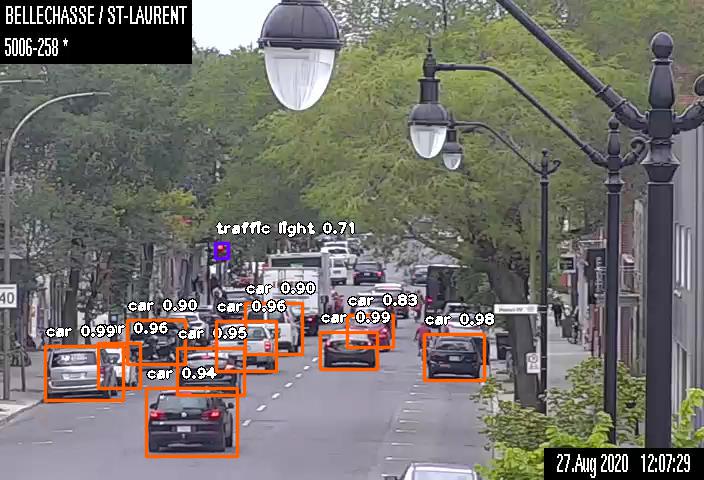 BELLECHASSE / ST-LAURENT
5006-258 *
traffic light 0.71
car 0.90
car 0.90
car 0.96
car 0.83
car 0.99
r 0.96
car 0.95
car 0.99
car 0.98
car 0.94
40
27.Aug 2020 12:07:29